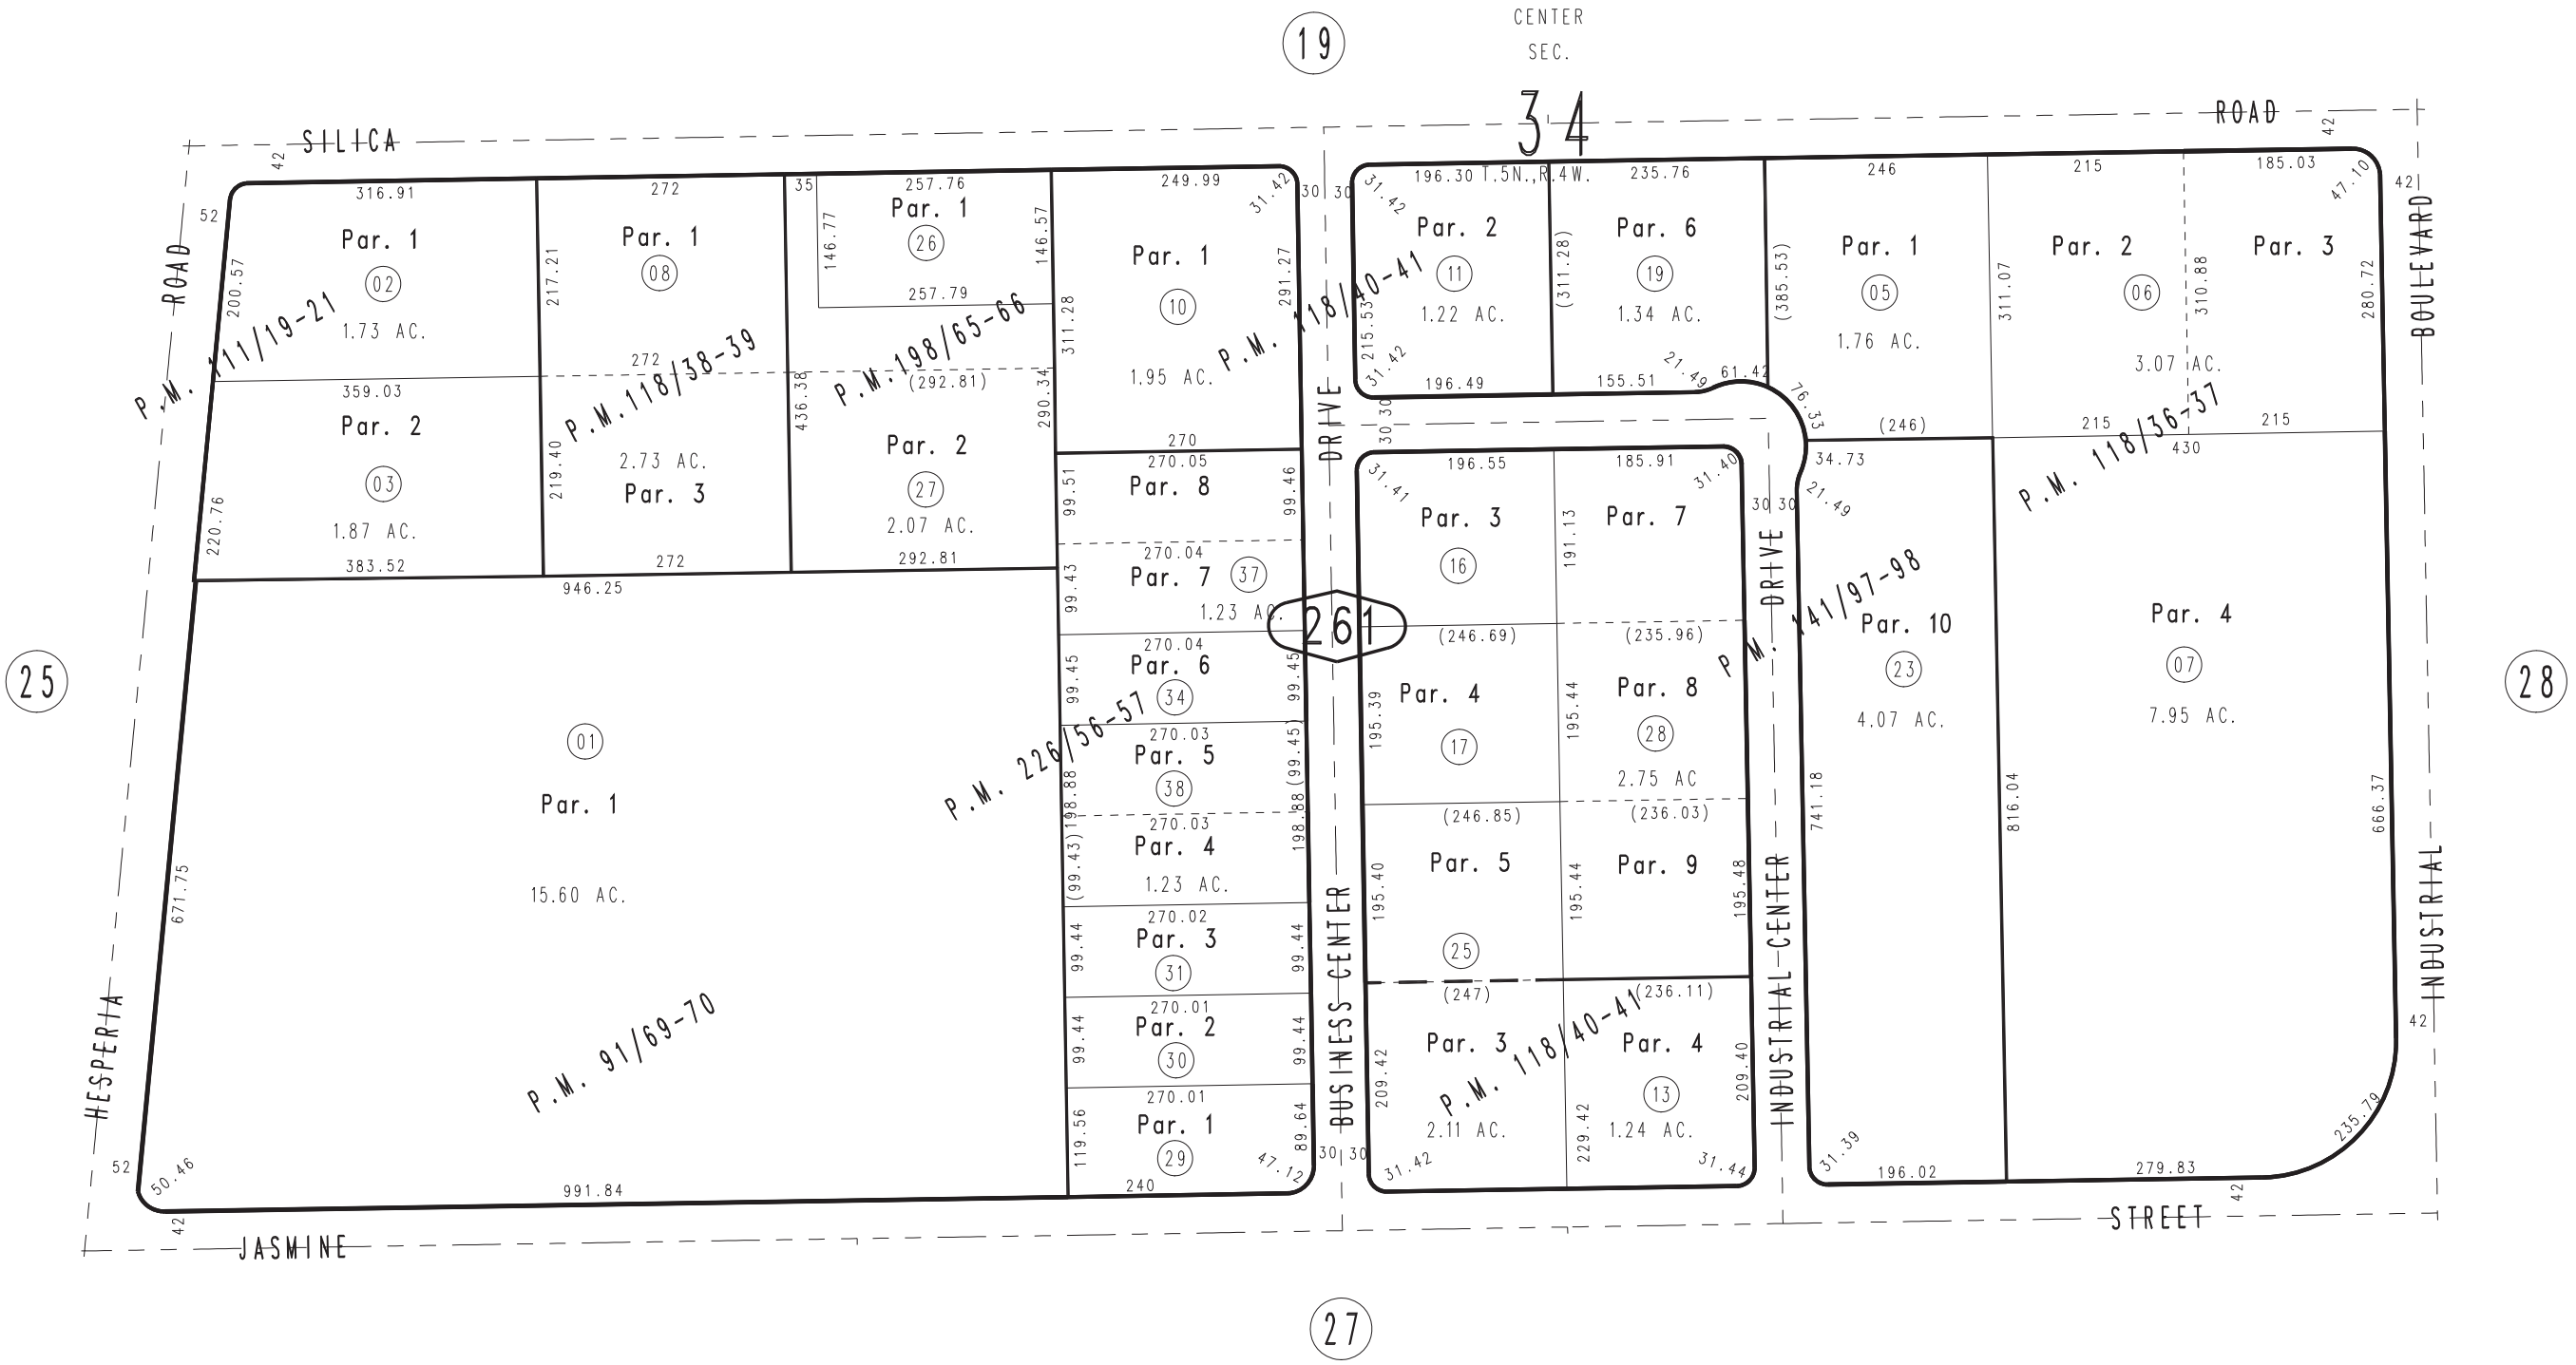 CENTER
SEC.
19
34
T.5N.,R.4W.
SILICA
ROAD
42
42
52
42
ROAD
HESPERIA
BOULEVARD
INDUSTRIAL
316.91
272
35
257.76
249.99
31.42
30
30
31.42
196.30
235.76
246
215
185.03
47.10
Par. 1
02
1.73 AC.
200.57
P.M. 111/19-21
359.03
Par. 2
03
1.87 AC.
220.76
383.52
Par. 1
08
217.21
272
P.M.118/38-39
219.40
2.73 AC.
Par. 3
272
Par. 1
26
146.77
146.57
257.79
P.M.198/65-66
(292.81)
436.38
290.34
Par. 2
27
2.07 AC.
292.81
Par. 1
10
1.95 AC.
311.28
291.27
270
P.M. 118/40-41
Par. 2
11
1.22 AC.
215.53
31.42
196.49
(311.28)
Par. 6
19
1.34 AC.
155.51
21.49
61.42
(385.53)
Par. 1
05
1.76 AC.
76.33
(246)
34.73
21.49
311.07
Par. 2
06
310.88
3.07 AC.
Par. 3
280.72
215
215
430
P.M. 118/36-37
DRIVE
30
30
270.05
Par. 8
99.51
99.46
270.04
Par. 7
37
99.43
1.23 AC.
270.04
Par. 6
34
99.45
99.45
P.M. 226/56-57
270.03
Par. 5
38
198.88
(99.45)
270.03
Par. 4
1.23 AC.
(99.43)
198.88
270.02
Par. 3
31
99.44
99.44
270.01
Par. 2
30
99.44
99.44
270.01
Par. 1
29
119.56
89.64
47.12
240
946.25
01
Par. 1
15.60 AC.
671.75
P.M. 91/69-70
52
50.46
991.84
42
261
BUSINESS CENTER
30
30
31.41
196.55
185.91
31.40
30
30
Par. 3
16
191.13
Par. 7
(246.69)
(235.96)
Par. 4
17
195.39
195.44
Par. 8
28
2.75 AC
(246.85)
(236.03)
Par. 5
25
195.40
195.44
Par. 9
195.48
(247)
(236.11)
P.M. 118/40-41
Par. 3
2.11 AC.
209.42
31.42
229.42
Par. 4
13
1.24 AC.
209.40
31.44
DRIVE
INDUSTRIAL CENTER
P.M. 141/97-98
Par. 10
23
4.07 AC.
741.18
31.39
196.02
816.04
Par. 4
07
7.95 AC.
666.37
42
235.79
279.83
42
JASMINE
STREET
25
28
27